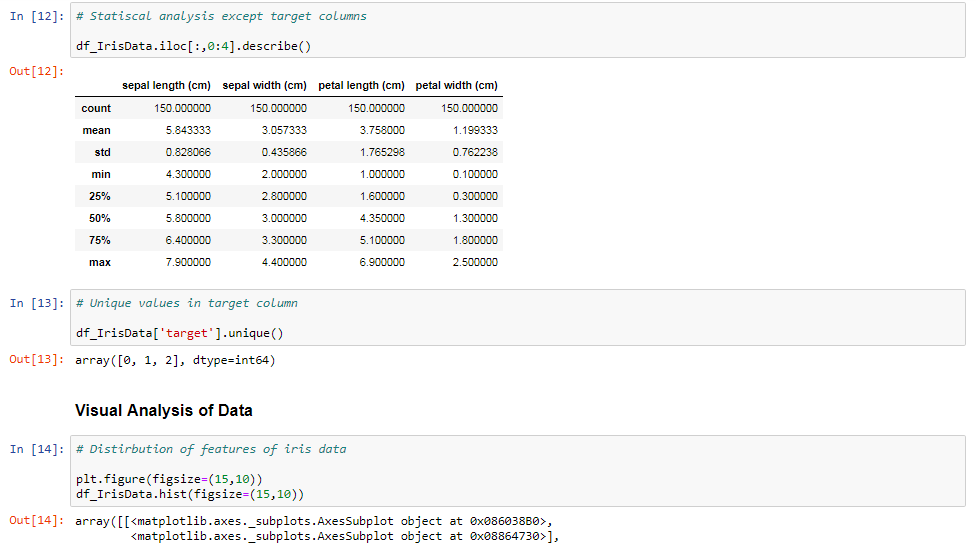 In [12]: # Statiscal analysis except target columns
df_IrisData.iloc[:,0:4].describe()
Out[12]:
sepal length (cm) sepal width (cm) petal length (cm) petal width (cm)
count 150.000000 150.000000 150.000000 150.000000
mean 5.843333 3.057333 3.758000 1.199333
std 0.828066 0.435866 1.765298 0.762238
min 4.300000 2.000000 1.000000 0.100000
25% 5.100000 2.800000 1.600000 0.300000
50% 5.800000 3.000000 4.350000 1.300000
75% 6.400000 3.300000 5.100000 1.800000
max 7.900000 4.400000 6.900000 2.500000
In [13]: # Unique values in target column
df_IrisData['target'].unique()
Out[13]: array([0, 1, 2], dtype=int64)
Visual Analysis of Data
In [14]: # Distirbution of features of iris data
plt.figure(figsize=(15,10))
df_IrisData.hist(figsize=(15,10))
Out[14]: array([[<matplotlib.axes._subplots.AxesSubplot object at 0x086038B0>,
<matplotlib.axes._subplots.AxesSubplot object at 0x08864730>],